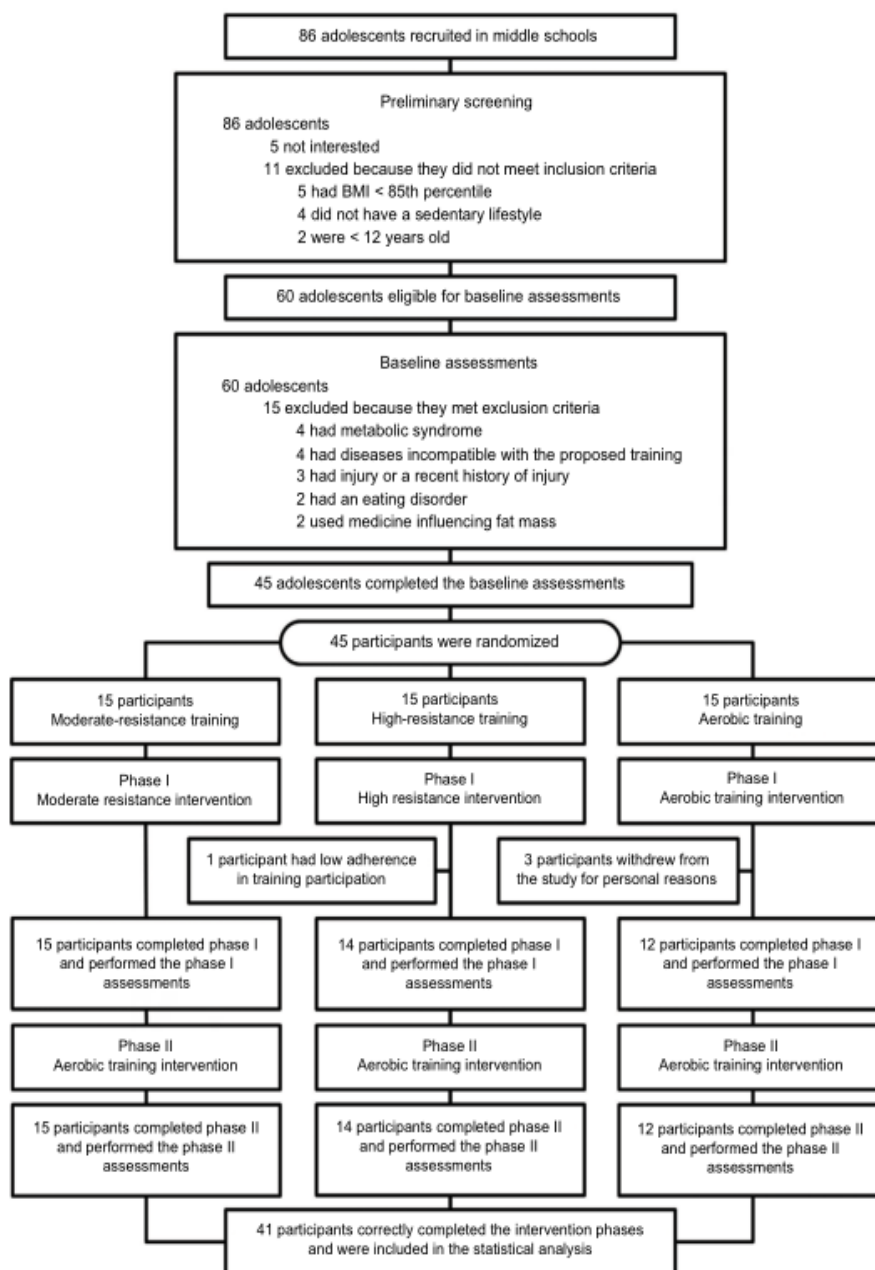 86 adolescents recruited in middle schools
Preliminary screening
86 adolescents
5 not interested
11 excluded because they did not meet inclusion criteria
5 had BMI < 85th percentile
4 did not have a sedentary lifestyle
2 were < 12 years old
60 adolescents eligible for baseline assessments
Baseline assessments
60 adolescents
15 excluded because they met exclusion criteria
4 had metabolic syndrome
4 had diseases incompatible with the proposed training
3 had injury or a recent history of injury
2 had an eating disorder
2 used medicine influencing fat mass
45 adolescents completed the baseline assessments
45 participants were randomized
15 participants
Moderate-resistance training
15 participants
High-resistance training
15 participants
Aerobic training
Phase I
Moderate resistance intervention
Phase I
High resistance intervention
Phase I
Aerobic training intervention
1 participant had low adherence
in training participation
3 participants withdrew from
the study for personal reasons
15 participants completed phase I
and performed the phase I
assessments
14 participants completed phase I
and performed the phase I
assessments
12 participants completed phase I
and performed the phase I
assessments
Phase II
Aerobic training intervention
Phase II
Aerobic training intervention
Phase II
Aerobic training intervention
15 participants completed phase II
and performed the phase II
assessments
14 participants completed phase II
and performed the phase II
assessments
12 participants completed phase II
and performed the phase II
assessments
41 participants correctly completed the intervention phases
and were included in the statistical analysis